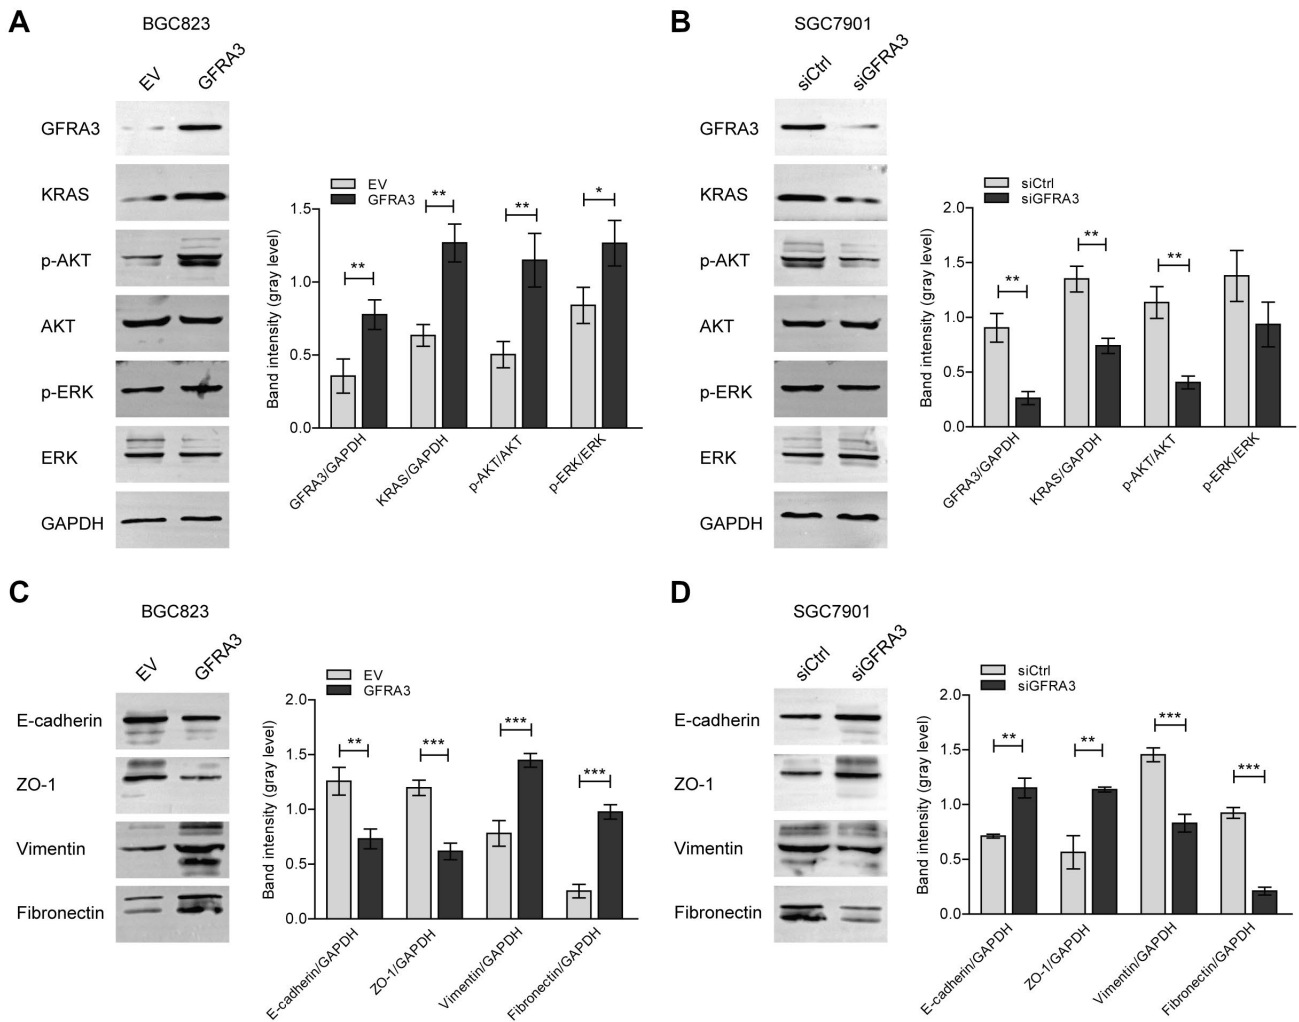 A
BGC823
EV
GFRA3
GFRA3
KRAS
p-AKT
AKT
p-ERK
ERK
GAPDH
EV
GFRA3
Band intensity (gray level)
1.5
1.0
0.5
0.0
**
**
**
*
GFRA3/GAPDH
KRAS/GAPDH
p-AKT/AKT
p-ERK/ERK
B
SGC7901
siCtrl
siGFRA3
GFRA3
KRAS
p-AKT
AKT
p-ERK
ERK
GAPDH
siCtrl
siGFRA3
Band intensity (gray level)
2.0
1.5
1.0
0.5
0.0
**
**
**
GFRA3/GAPDH
KRAS/GAPDH
p-AKT/AKT
p-ERK/ERK
C
BGC823
EV
GFRA3
E-cadherin
ZO-1
Vimentin
Fibronectin
EV
GFRA3
Band intensity (gray level)
2.0
1.5
1.0
0.5
0.0
**
***
***
***
E-cadherin/GAPDH
ZO-1/GAPDH
Vimentin/GAPDH
Fibronectin/GAPDH
D
SGC7901
siCtrl
siGFRA3
E-cadherin
ZO-1
Vimentin
Fibronectin
siCtrl
siGFRA3
Band intensity (gray level)
2.0
1.5
1.0
0.5
0.0
**
**
***
***
E-cadherin/GAPDH
ZO-1/GAPDH
Vimentin/GAPDH
Fibronectin/GAPDH